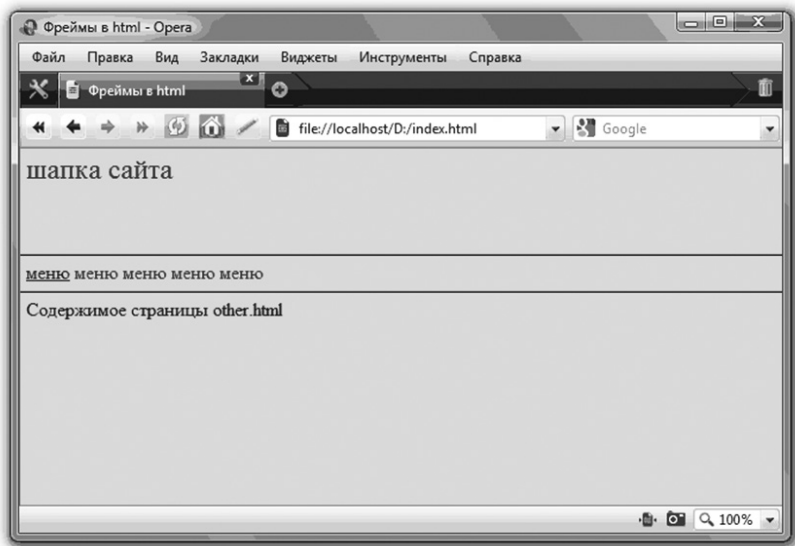 Фреймы в html - Opera
Файл Правка Вид Закладки Виджеты Инструменты Справка
Фреймы в html
file://localhost/D:/index.html Google
шапка сайта
меню меню меню меню меню
Содержимое страницы other.html
100%